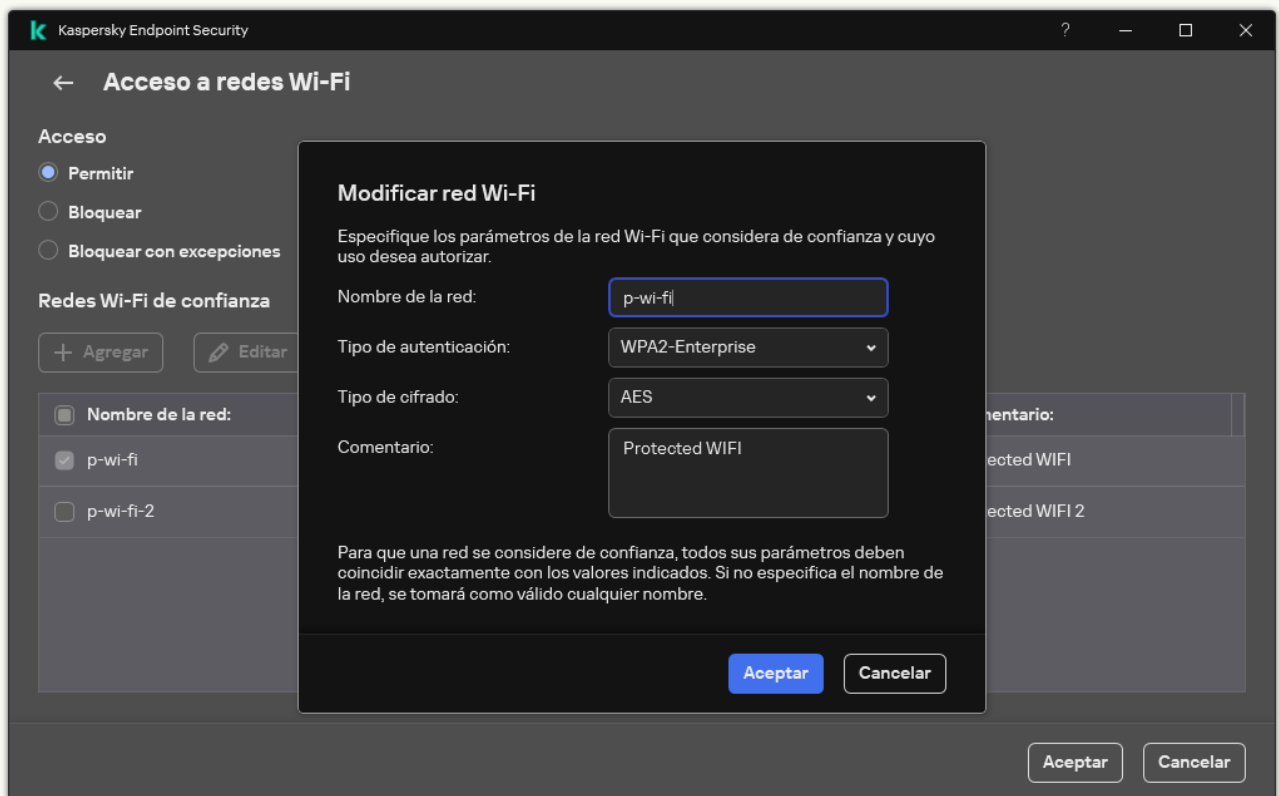 Kaspersky Endpoint Security
Acceso a redes Wi-Fi
Acceso
Permitir
Bloquear
Bloquear con excepciones
Redes Wi-Fi de confianza
Agregar
Editar
Nombre de la red:
p-wi-fi
p-wi-fi-2
Modificar red Wi-Fi
Especifique los parámetros de la red Wi-Fi que considera de confianza y cuyo
uso desea autorizar.
Nombre de la red: p-wi-fi
Tipo de autenticación: WPA2-Enterprise
Tipo de cifrado: AES
Comentario: Protected WIFI
Para que una red se considere de confianza, todos sus parámetros deben
coincidir exactamente con los valores indicados. Si no especifica el nombre de
la red, se tomará como válido cualquier nombre.
Aceptar Cancelar
mentario:
ected WIFI
ected WIFI 2
Aceptar Cancelar